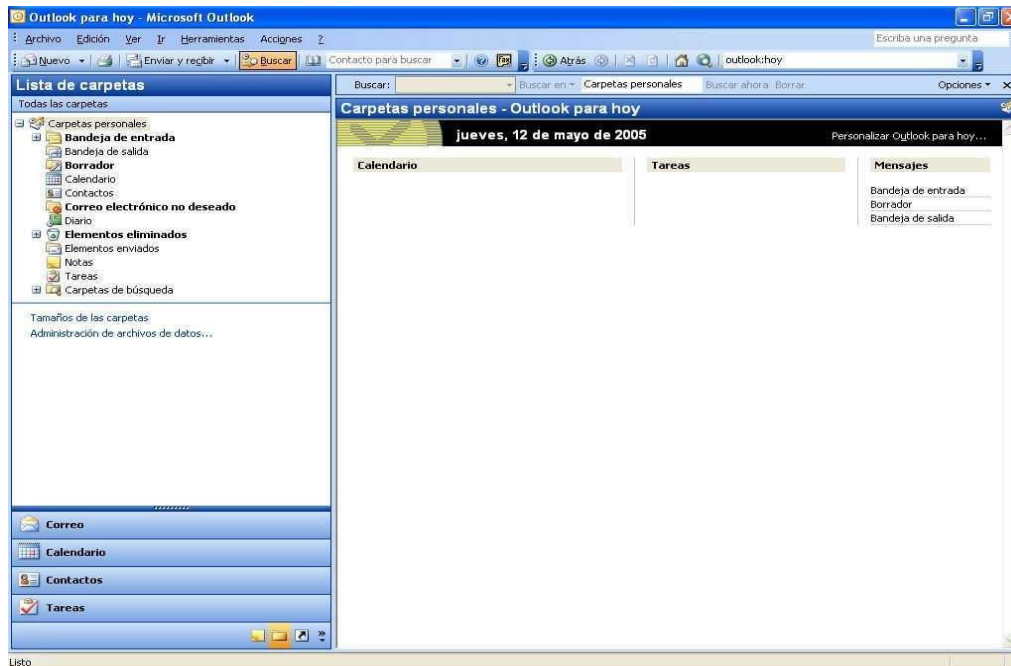 Outlook para hoy - Microsoft Outlook
Archivo Edición Ver Ir Herramientas Acciones ? Escriba una pregunta
Nuevo Enviar y recibir Buscar Contacto para buscar Fax Atrás outlook:hoy
Lista de carpetas
Todas las carpetas
Carpetas personales
Bandeja de entrada
Bandeja de salida
Borrador
Calendario
Contactos
Correo electrónico no deseado
Diario
Elementos eliminados
Elementos enviados
Notas
Tareas
Carpetas de búsqueda
Tamaños de las carpetas
Administración de archivos de datos...
Correo
Calendario
Contactos
Tareas
Buscar: Buscar en Carpetas personales Buscar ahora Borrar Opciones
Carpetas personales - Outlook para hoy
jueves, 12 de mayo de 2005 Personalizar Outlook para hoy...
Calendario Tareas Mensajes
Bandeja de entrada
Borrador
Bandeja de salida
Listo